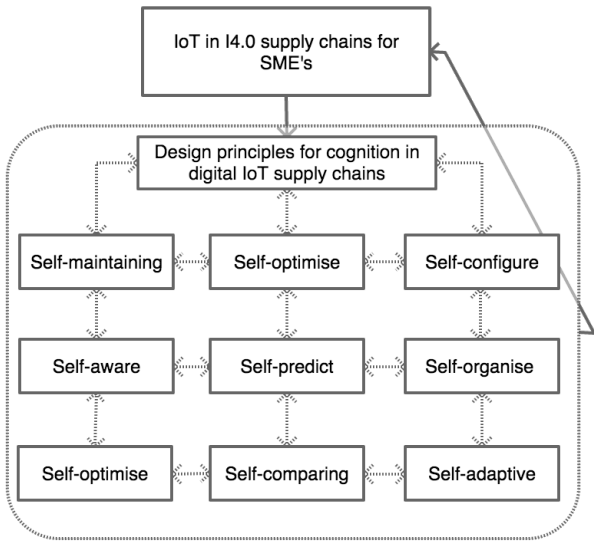 IoT in I4.0 supply chains for
SME's
Design principles for cognition in
digital IoT supply chains
Self-maintaining
Self-optimise
Self-configure
Self-aware
Self-predict
Self-organise
Self-optimise
Self-comparing
Self-adaptive